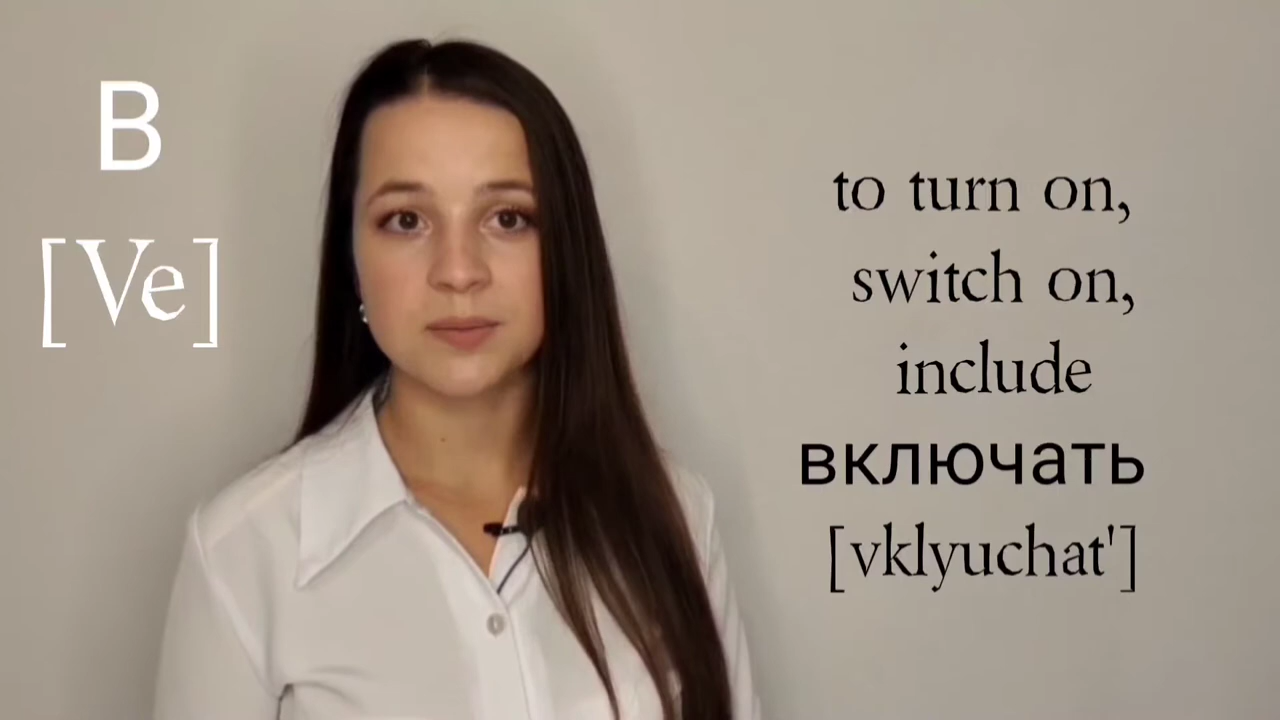 В
[Ve]
to turn on,
switch on,
include
включать
[vklyuchat']